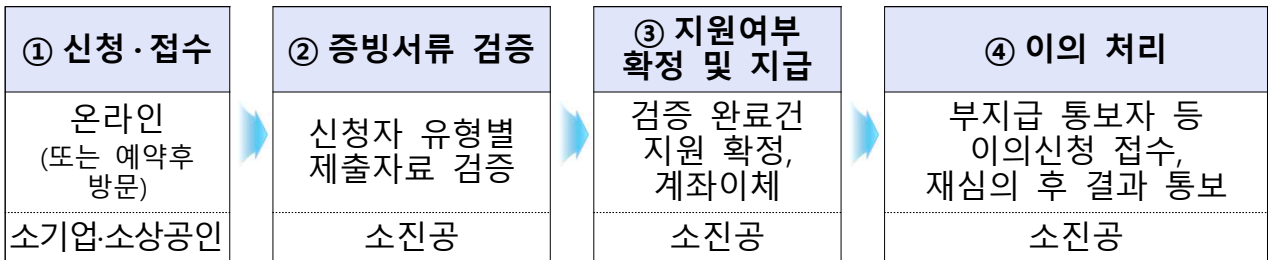 ① 신청·접수
온라인
(또는 예약후
방문)
소기업·소상공인
② 증빙서류 검증
신청자 유형별
제출자료 검증
소진공
③ 지원여부
확정 및 지급
검증 완료건
지원 확정,
계좌이체
소진공
④ 이의 처리
부지급 통보자 등
이의신청 접수,
재심의 후 결과 통보
소진공